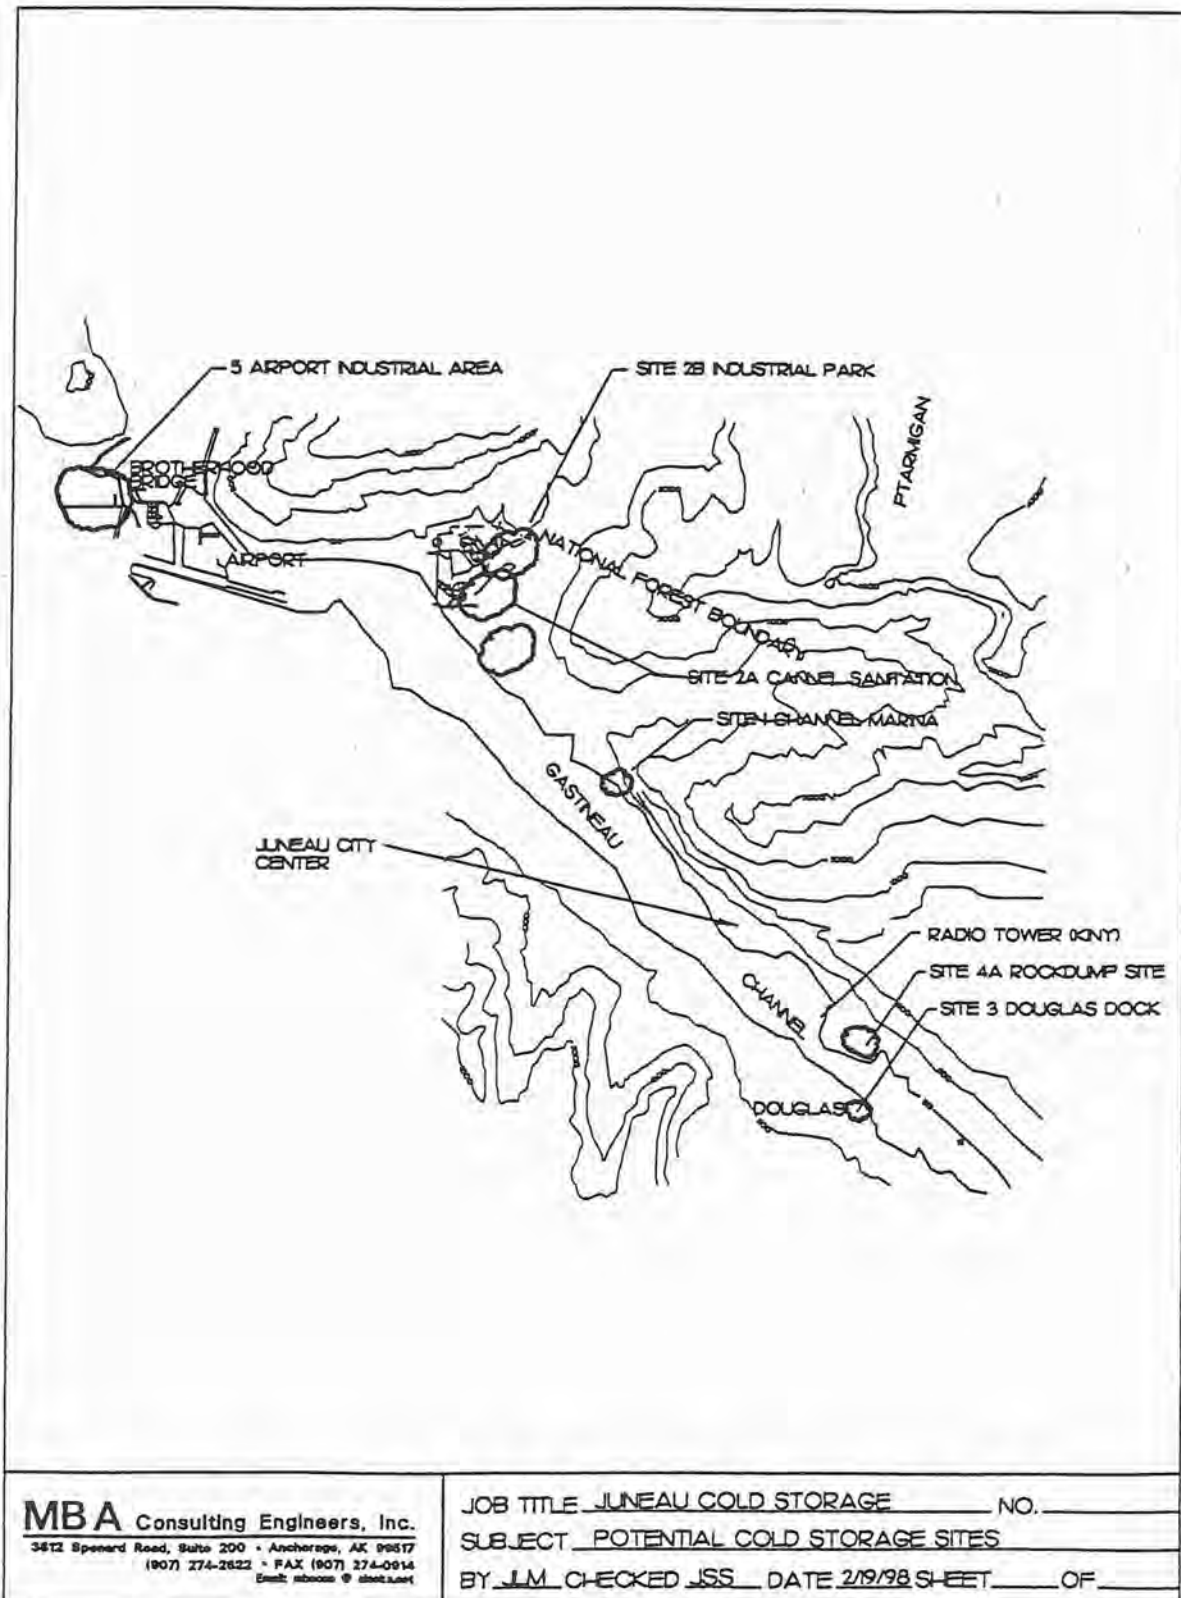 5 AIRPORT INDUSTRIAL AREA
SITE 2B INDUSTRIAL PARK
PTARMIGAN
BROTHERHOOD
BRIDGE
AIRPORT
NATIONAL FOREST BOUNDARY
SITE 2A CANNEL SANITATION
SITE 1 CHANNEL MARINA
GASTINEAU
JUNEAU CITY
CENTER
CHANNEL
RADIO TOWER (KINY)
SITE 4A ROCKDUMP SITE
SITE 3 DOUGLAS DOCK
DOUGLAS
MBA Consulting Engineers, Inc.
3812 Spenard Road, Suite 200 • Anchorage, AK 99517
(907) 274-2622 • FAX (907) 274-0914
Email:
JOB TITLE JUNEAU COLD STORAGE NO.
SUBJECT POTENTIAL COLD STORAGE SITES
BY JLM CHECKED JSS DATE 2/19/98 SHEET OF